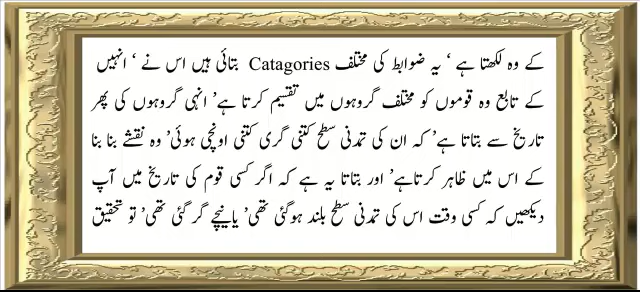 کے وہ لکھتا ہے ‘ یہ ضوابط کی مختلف Catagories بتائی ہیں اس نے ‘ انہیں
کے تابع وہ قوموں کو مختلف گروہوں میں تقسیم کرتا ہے’ انہی گروہوں کی پھر
تاریخ سے بتاتا ہے’ کہ ان کی تمدنی سطح کتنی گری کتنی اونچی ہوئی’ وہ نقشے بنا بنا
کے اس میں ظاہر کرتاہے’ اور بتاتا یہ ہے کہ اگر کسی قوم کی تاریخ میں آپ
دیکھیں کہ کسی وقت اس کی تمدنی سطح بلند ہوگئی تھی’ یانیچے گر گئی تھی’ تو تحقیق